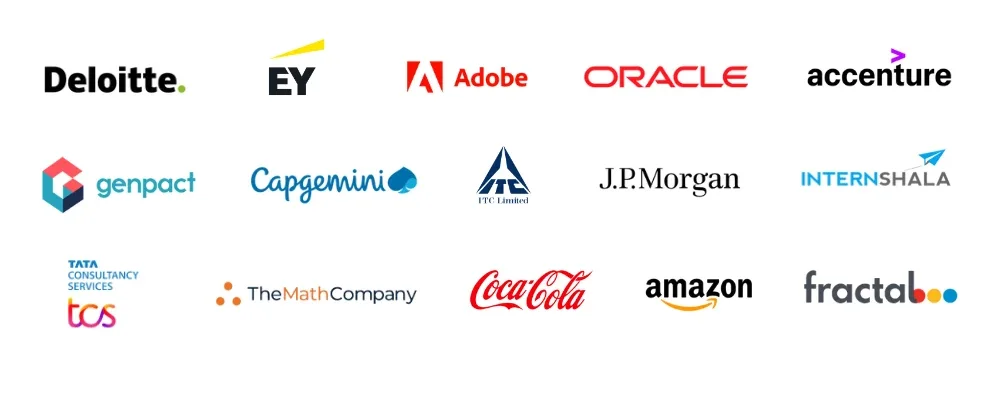 Deloitte.
EY
Adobe
ORACLE
accenture
genpact
Capgemini
ITC
ITC Limited
J.P.Morgan
INTERNSHALA
TATA
CONSULTANCY
SERVICES
tcs
TheMathCompany
Coca-Cola
amazon
fractal